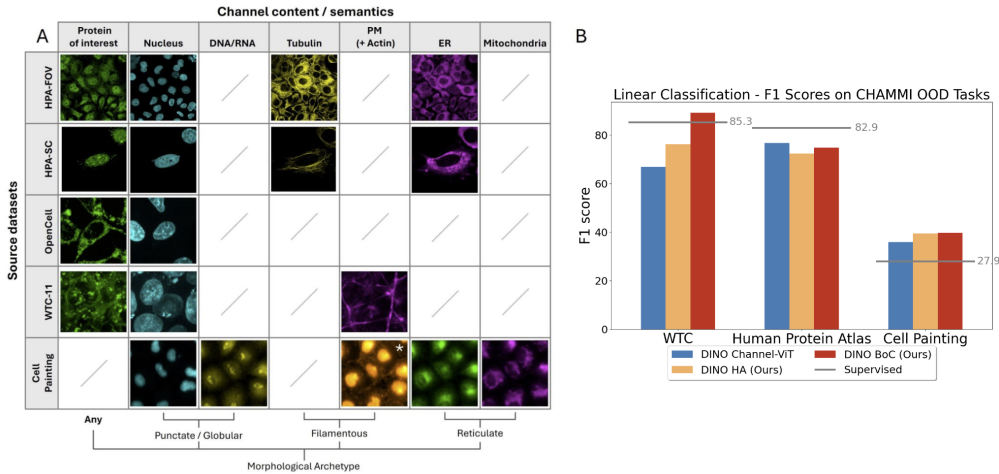 Channel content / semantics
A
Protein
of interest
Nucleus
DNA/RNA
Tubulin
PM
(+ Actin)
ER
Mitochondria
Source datasets
HPA-FOV
HPA-SC
OpenCell
WTC-11
Cell
Painting
*
Any
Punctate / Globular
Filamentous
Reticulate
Morphological Archetype
B
Linear Classification - F1 Scores on CHAMMI OOD Tasks
F1 score
80
60
40
20
0
85.3
82.9
27.9
WTC
Human Protein Atlas
Cell Painting
DINO Channel-ViT
DINO HA (Ours)
DINO BoC (Ours)
Supervised